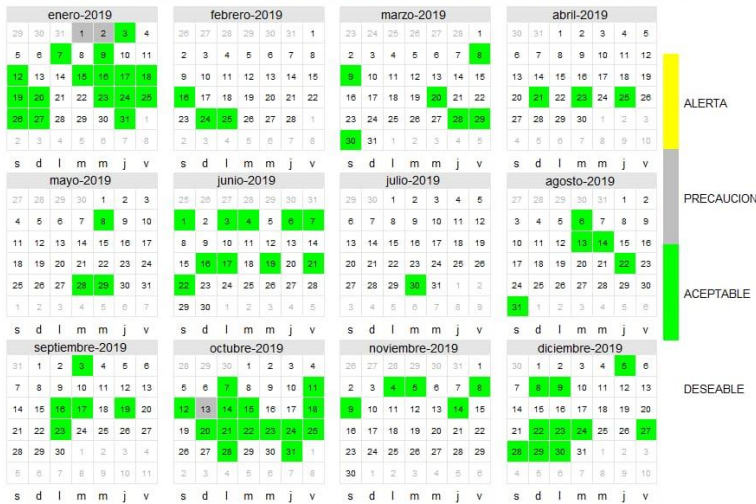 enero-2019
29 30 31 1 2 3 4
5 6 7 8 9 10 11
12 13 14 15 16 17 18
19 20 21 22 23 24 25
26 27 28 29 30 31 1
2 3 4 5 6 7 8
s d l m m j v
febrero-2019
26 27 28 29 30 31 1
2 3 4 5 6 7 8
9 10 11 12 13 14 15
16 17 18 19 20 21 22
23 24 25 26 27 28 1
2 3 4 5 6 7 8
s d l m m j v
marzo-2019
23 24 25 26 27 28 1
2 3 4 5 6 7 8
9 10 11 12 13 14 15
16 17 18 19 20 21 22
23 24 25 26 27 28 29
30 31 1 2 3 4 5
s d l m m j v
abril-2019
30 31 1 2 3 4 5
6 7 8 9 10 11 12
13 14 15 16 17 18 19
20 21 22 23 24 25 26
27 28 29 30 1 2 3
4 5 6 7 8 9 10
s d l m m j v
mayo-2019
27 28 29 30 1 2 3
4 5 6 7 8 9 10
11 12 13 14 15 16 17
18 19 20 21 22 23 24
25 26 27 28 29 30 31
1 2 3 4 5 6 7
s d l m m j v
junio-2019
25 26 27 28 29 30 31
1 2 3 4 5 6 7
8 9 10 11 12 13 14
15 16 17 18 19 20 21
22 23 24 25 26 27 28
29 30 1 2 3 4 5
s d l m m j v
julio-2019
29 30 1 2 3 4 5
6 7 8 9 10 11 12
13 14 15 16 17 18 19
20 21 22 23 24 25 26
27 28 29 30 31 1 2
3 4 5 6 7 8 9
s d l m m j v
agosto-2019
27 28 29 30 31 1 2
3 4 5 6 7 8 9
10 11 12 13 14 15 16
17 18 19 20 21 22 23
24 25 26 27 28 29 30
31 1 2 3 4 5 6
s d l m m j v
septiembre-2019
31 1 2 3 4 5 6
7 8 9 10 11 12 13
14 15 16 17 18 19 20
21 22 23 24 25 26 27
28 29 30 1 2 3 4
5 6 7 8 9 10 11
s d l m m j v
octubre-2019
28 29 30 1 2 3 4
5 6 7 8 9 10 11
12 13 14 15 16 17 18
19 20 21 22 23 24 25
26 27 28 29 30 31 1
2 3 4 5 6 7 8
s d l m m j v
noviembre-2019
26 27 28 29 30 31 1
2 3 4 5 6 7 8
9 10 11 12 13 14 15
16 17 18 19 20 21 22
23 24 25 26 27 28 29
30 1 2 3 4 5 6
s d l m m j v
diciembre-2019
30 1 2 3 4 5 6
7 8 9 10 11 12 13
14 15 16 17 18 19 20
21 22 23 24 25 26 27
28 29 30 31 1 2 3
4 5 6 7 8 9 10
s d l m m j v
ALERTA
PRECAUCION
ACEPTABLE
DESEABLE